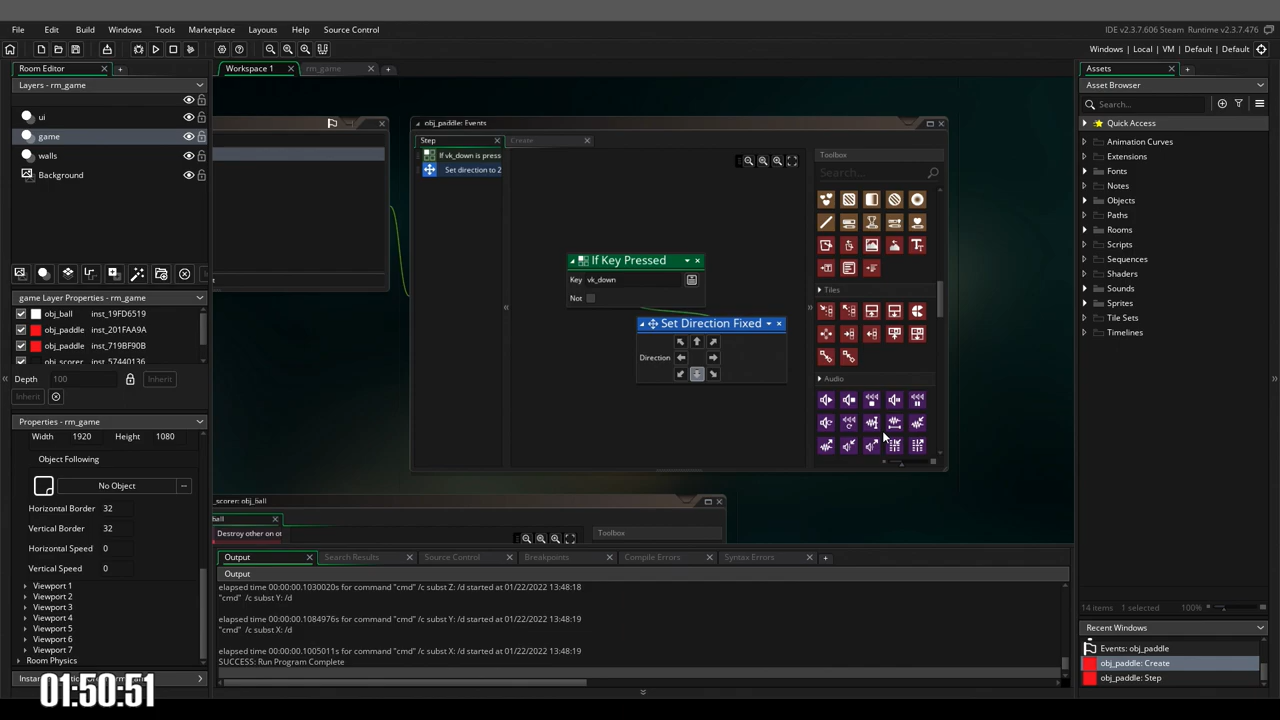 File Edit Build Windows Tools Marketplace Layouts Help Source Control
IDE v2.3.7.606 Steam Runtime v2.3.7.476
Windows | Local | VM | Default | Default
Room Editor
Workspace 1
rm_game
Assets
Layers - rm_game
Asset Browser
Search...
ui
game
walls
Background
obj_paddle: Events
Step
Create
If vk_down is press
Set direction to 2
Toolbox
Search...
If Key Pressed
Key vk_down
Not
Set Direction Fixed
Direction
Tiles
Audio
Quick Access
Animation Curves
Extensions
Fonts
Notes
Objects
Paths
Rooms
Scripts
Sequences
Shaders
Sounds
Sprites
Tile Sets
Timelines
game Layer Properties - rm_game
obj_ball inst_19FD6519
obj_paddle inst_201FAA9A
obj_paddle inst_719BF90B
obj_scorer inst_57440136
Depth 100 Inherit
Inherit
Properties - rm_game
Width 1920 Height 1080
Object Following
No Object
Horizontal Border 32
Vertical Border 32
Horizontal Speed 0
Vertical Speed 0
Viewport 1
Viewport 2
Viewport 3
Viewport 4
Viewport 5
Viewport 6
Viewport 7
Room Physics
01:50:51
_scorer: obj_ball
ball
Destroy other on ot
Toolbox
Output Search Results Source Control Breakpoints Compile Errors Syntax Errors
Output
elapsed time 00:00:00.1030020s for command "cmd" /c subst Z: /d started at 01/22/2022 13:48:18
"cmd" /c subst Y: /d
elapsed time 00:00:00.1084976s for command "cmd" /c subst Y: /d started at 01/22/2022 13:48:19
"cmd" /c subst X: /d
elapsed time 00:00:00.1005011s for command "cmd" /c subst X: /d started at 01/22/2022 13:48:19
SUCCESS: Run Program Complete
14 items 1 selected 100%
Recent Windows
Events: obj_paddle
obj_paddle: Create
obj_paddle: Step